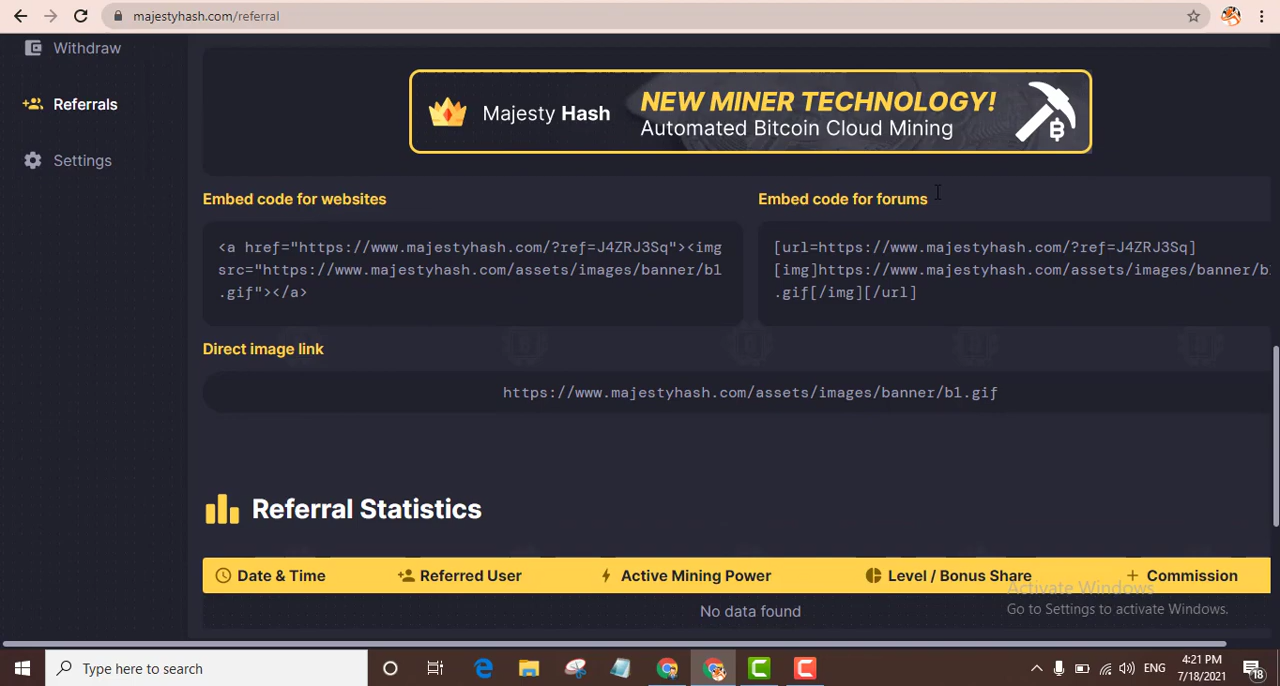 majestyhash.com/referral
Withdraw
Referrals
Settings
Majesty Hash
NEW MINER TECHNOLOGY!
Automated Bitcoin Cloud Mining
Embed code for websites
<a href="https://www.majestyhash.com/?ref=J4ZRJ3Sq"><img
src="https://www.majestyhash.com/assets/images/banner/b1
.gif"></a>
Embed code for forums
[url=https://www.majestyhash.com/?ref=J4ZRJ3Sq]
[img]https://www.majestyhash.com/assets/images/banner/b1
.gif[/img][/url]
Direct image link
https://www.majestyhash.com/assets/images/banner/b1.gif
Referral Statistics
Date & Time Referred User Active Mining Power Level / Bonus Share Commission
No data found
Activate Windows
Go to Settings to activate Windows.
Type here to search
ENG
4:21 PM
7/18/2021
18